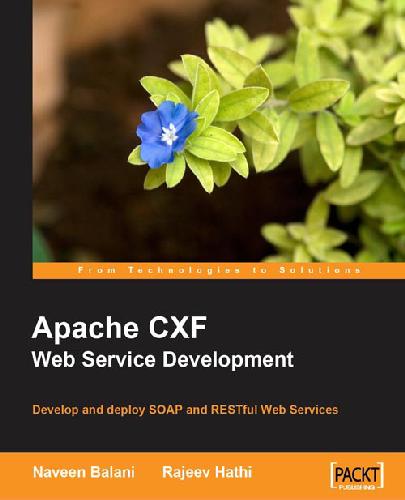 From Technologies to Solutions
Apache CXF
Web Service Development
Develop and deploy SOAP and RESTful Web Services
Naveen Balani Rajeev Hathi
[PACKT]
PUBLISHING